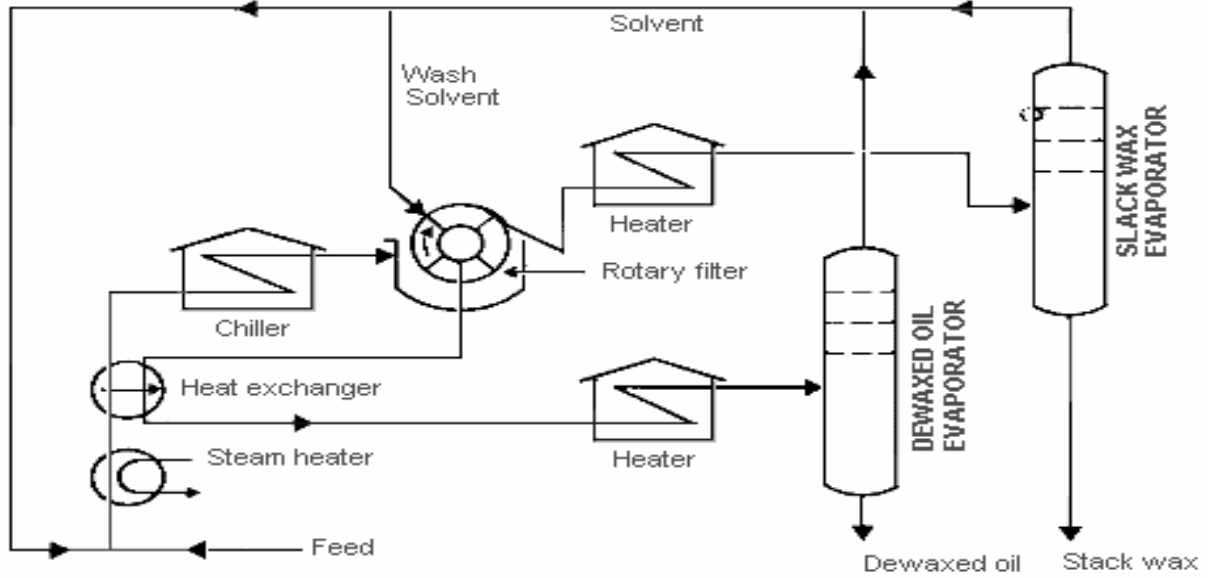 Solvent
Wash
Solvent
SLACK WAX
EVAPORATOR
Heater
Rotary filter
Chiller
DEWAXED OIL
EVAPORATOR
Heat exchanger
Steam heater
Heater
Feed
Dewaxed oil
Stack wax